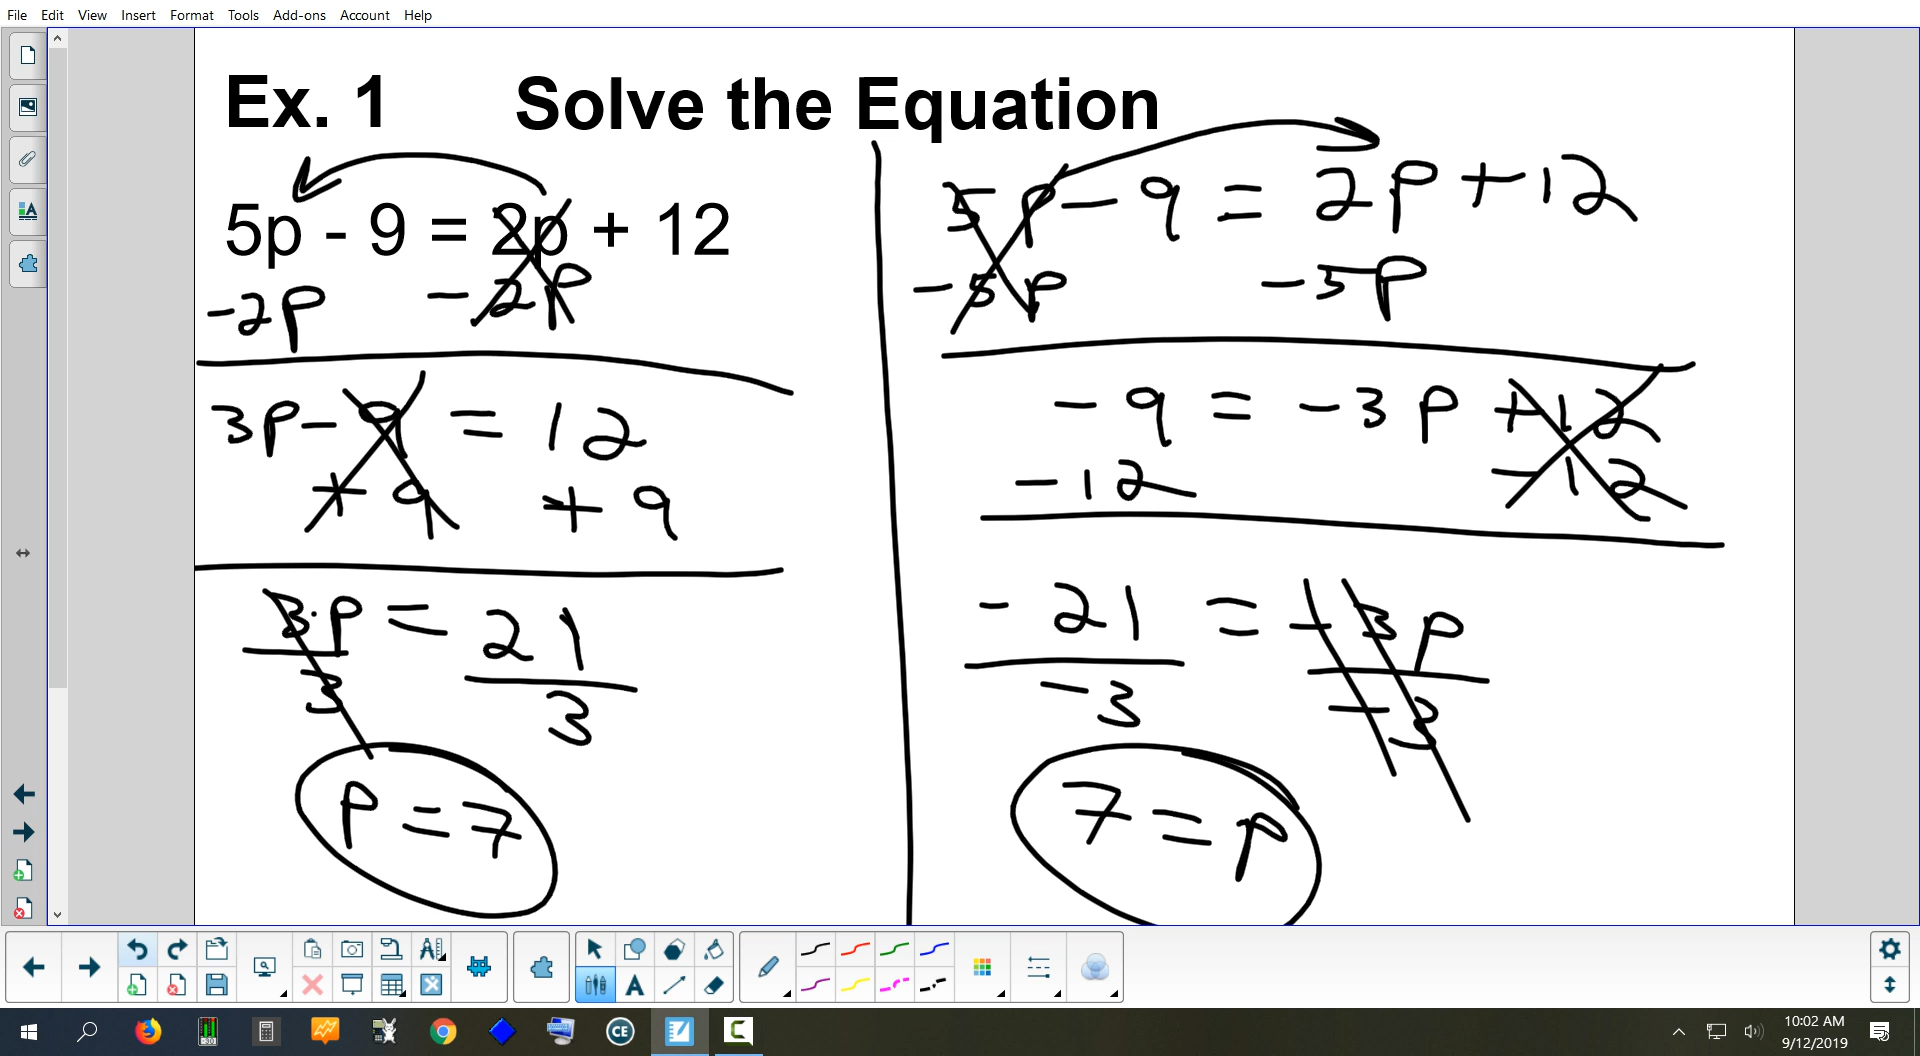 File Edit View Insert Format Tools Add-ons Account Help
Ex. 1 Solve the Equation
5p - 9 = 2p + 12
-2p -2p
3p - 9 = 12
+ 9 + 9
3·p = 21
3 3
p = 7
5p - 9 = 2p + 12
-5p -5p
-9 = -3p + 12
-12 -12
-21 = -3p
-3 -3
7 = p
A
CE
10:02 AM
9/12/2019